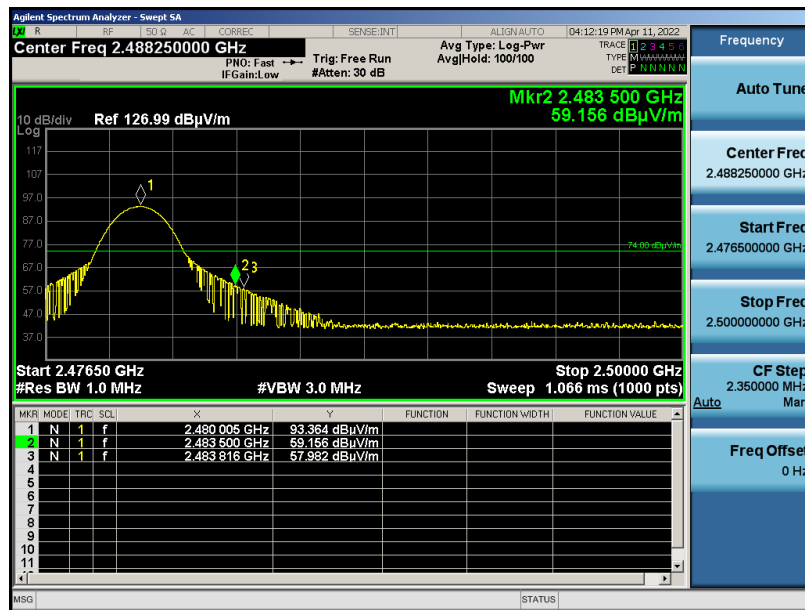 Agilent Spectrum Analyzer - Swept SA
LXI R RF 50 Ω AC CORREC SENSE:INT ALIGN AUTO 04:12:19 PM Apr 11, 2022
Center Freq 2.488250000 GHz
PNO: Fast
IFGain:Low
Trig: Free Run
#Atten: 30 dB
Avg Type: Log-Pwr
Avg|Hold: 100/100
TRACE 1 2 3 4 5 6
TYPE M
DET P N N N N N
Mkr2 2.483 500 GHz
59.156 dBµV/m
10 dB/div Ref 126.99 dBµV/m
Log
117
107
97.0
87.0
77.0
67.0
57.0
47.0
37.0
1
2
3
74.00 dBµV/m
Start 2.47650 GHz Stop 2.50000 GHz
#Res BW 1.0 MHz #VBW 3.0 MHz Sweep 1.066 ms (1000 pts)
MKR MODE TRC SCL X Y FUNCTION FUNCTION WIDTH FUNCTION VALUE
1 N 1 f 2.480 005 GHz 93.364 dBµV/m
2 N 1 f 2.483 500 GHz 59.156 dBµV/m
3 N 1 f 2.483 816 GHz 57.982 dBµV/m
4
5
6
7
8
9
10
11
MSG STATUS
Frequency
Auto Tune
Center Freq
2.488250000 GHz
Start Freq
2.476500000 GHz
Stop Freq
2.500000000 GHz
CF Step
2.350000 MHz
Auto Man
Freq Offset
0 Hz